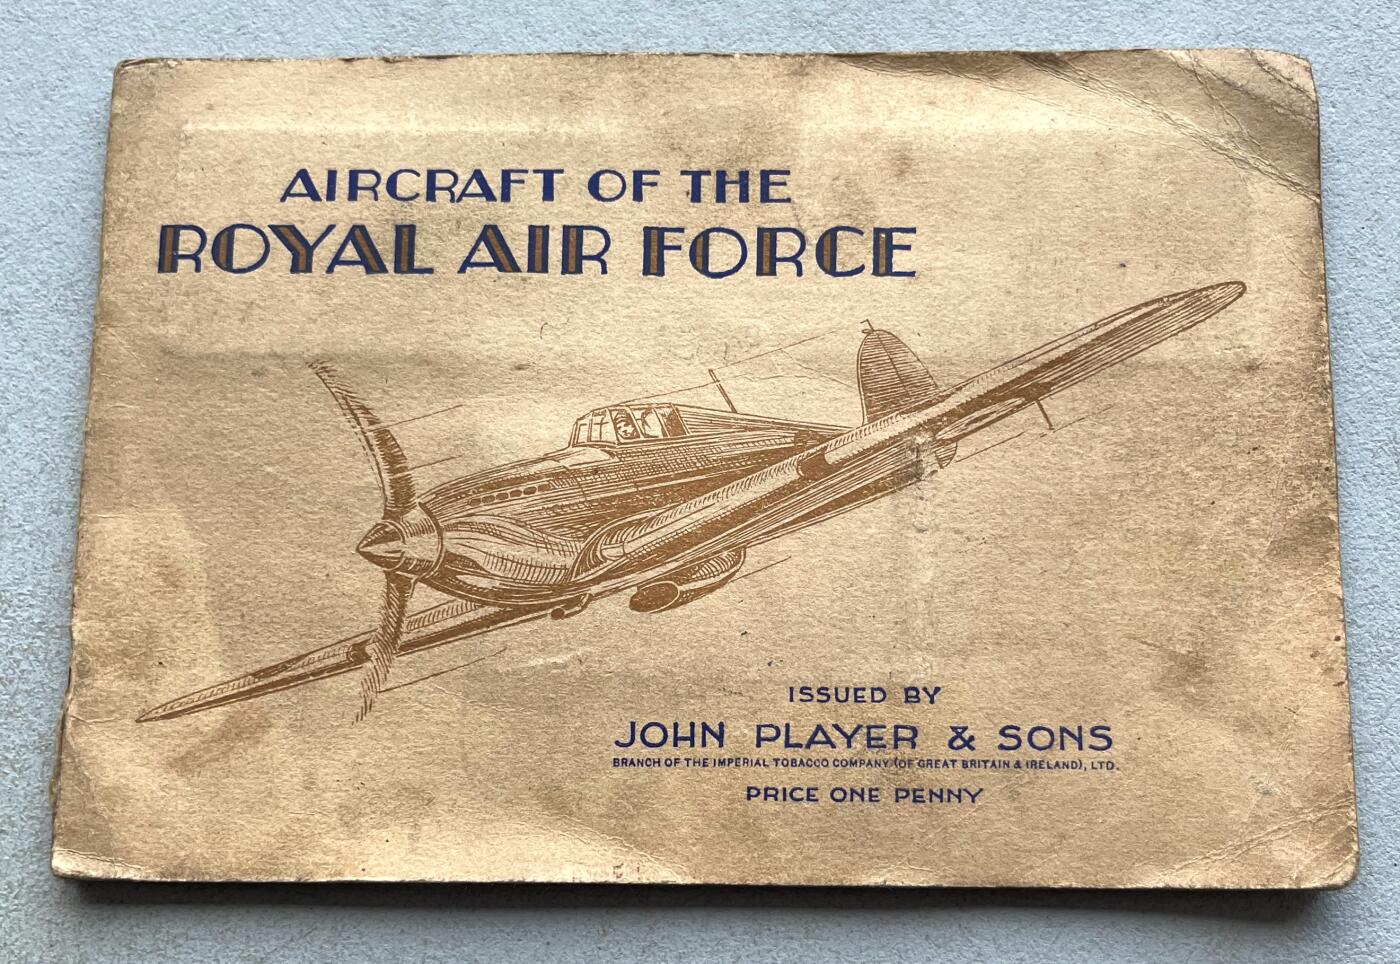 AIRCRAFT OF THE
ROYAL AIR FORCE
ISSUED BY
JOHN PLAYER & SONS
BRANCH OF THE IMPERIAL TOBACCO COMPANY (OF GREAT BRITAIN & IRELAND), LTD.
PRICE ONE PENNY